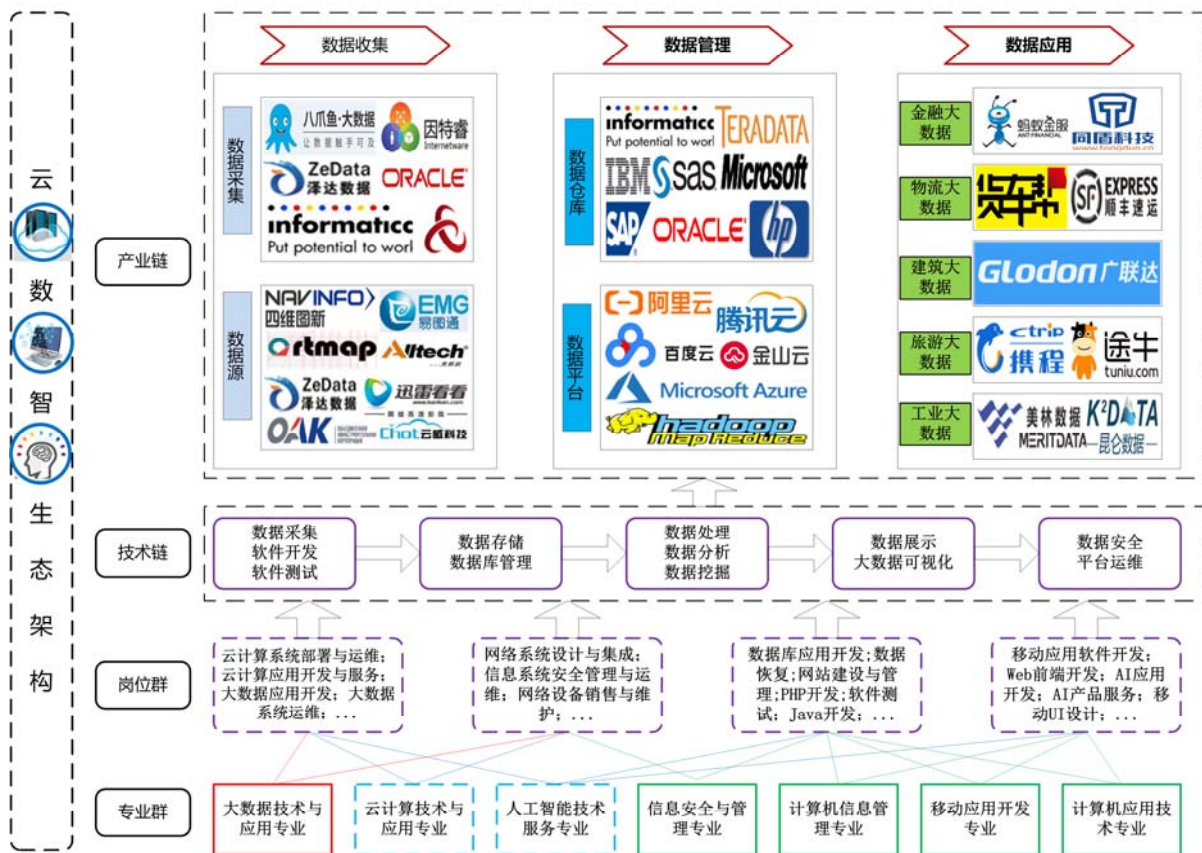 云
数
智
生
态
架
构
产业链
数据收集
数据管理
数据应用
数据采集
八爪鱼·大数据
让数据触手可及
因特睿
Internetware
ZeData
泽达数据
ORACLE
informaticc
Put potential to worl
数据源
NAVINFO
四维图新
EMG
易图通
artmap
Alltech
ZeData
泽达数据
迅雷看看
www.kankan.com
OAK
Chot云威科技
数据仓库
informaticc
Put potential to worl
TERADATA
IBM
sas
Microsoft
SAP
ORACLE
hp
数据平台
阿里云
腾讯云
百度云
金山云
Microsoft Azure
hadoop
Map Reduce
金融大
数据
蚂蚁金服
ANT FINANCIAL
同盾科技
www.tongdun.cn
物流大
数据
货车帮
SF
EXPRESS
顺丰速运
建筑大
数据
Glodon广联达
旅游大
数据
ctrip
携程
途牛
tuniu.com
工业大
数据
美林数据
MERITDATA
K2DATA
昆仑数据
技术链
数据采集
软件开发
软件测试
数据存储
数据库管理
数据处理
数据分析
数据挖掘
数据展示
大数据可视化
数据安全
平台运维
岗位群
云计算系统部署与运维;
云计算应用开发与服务;
大数据应用开发; 大数据
系统运维; ...
网络系统设计与集成;
信息系统安全管理与运
维; 网络设备销售与维
护; ...
数据库应用开发;数据
恢复;网站建设与管
理;PHP开发;软件测
试; Java开发; ...
移动应用软件开发;
Web前端开发; AI应用
开发; AI产品服务; 移
动UI设计; ...
专业群
大数据技术与
应用专业
云计算技术与
应用专业
人工智能技术
服务专业
信息安全与管
理专业
计算机信息管
理专业
移动应用开发
专业
计算机应用技
术专业